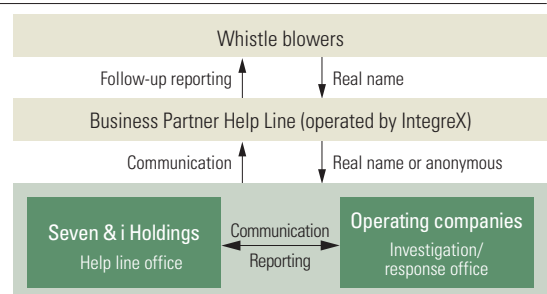 Whistle blowers
Follow-up reporting
Real name
Business Partner Help Line (operated by IntegreX)
Communication
Real name or anonymous
Seven & i Holdings
Help line office
Communication
Reporting
Operating companies
Investigation/
response office